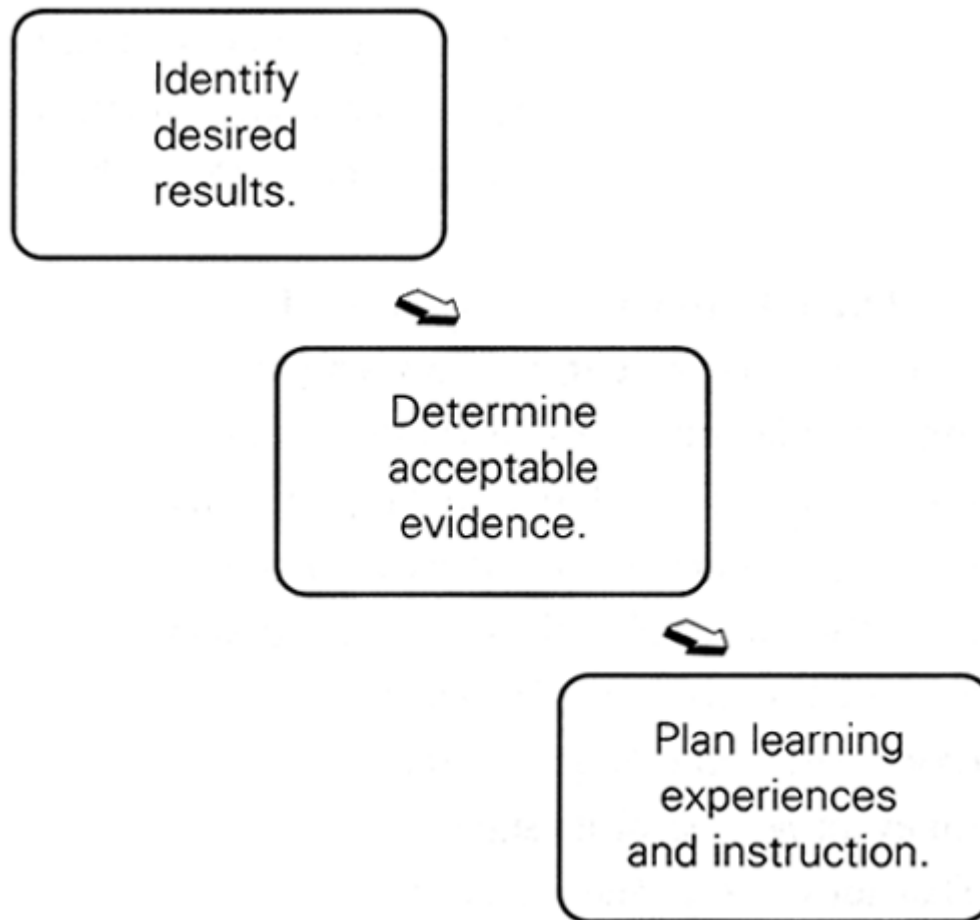 Identify
desired
results.
Determine
acceptable
evidence.
Plan learning
experiences
and instruction.